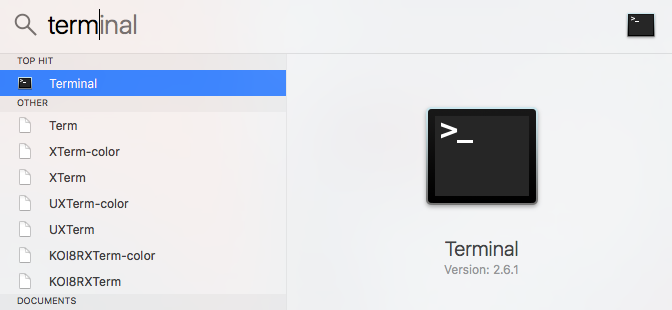 terminal
TOP HIT
Terminal
OTHER
Term
XTerm-color
XTerm
UXTerm-color
UXTerm
KOI8RXTerm-color
KOI8RXTerm
DOCUMENTS
>_
Terminal
Version: 2.6.1